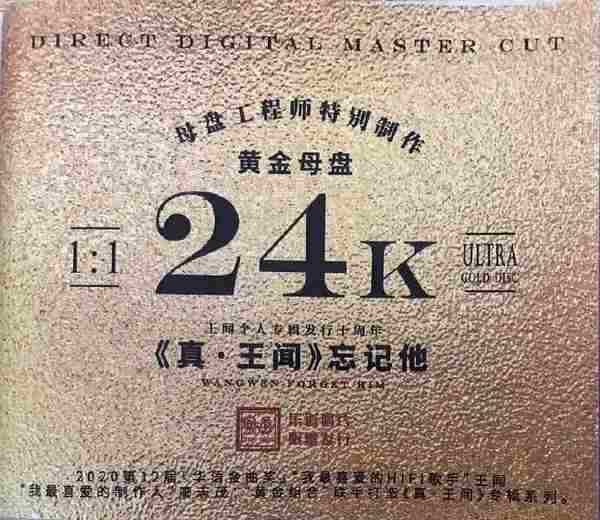 DIRECT DIGITAL MASTER CUT
母盘工程师特别制作
黄金母盘
1:1
24K
ULTRA
GOLD DISC
王闻个人专辑发行十周年
《真·王闻》忘记他
WANGWEN FORGET HIM
发行
2020第12届"华语金曲奖""我最喜爱的HIFI歌手"王闻
"我最喜爱的制作人" "黄金组合 联手打造《真·王闻》专辑系列。